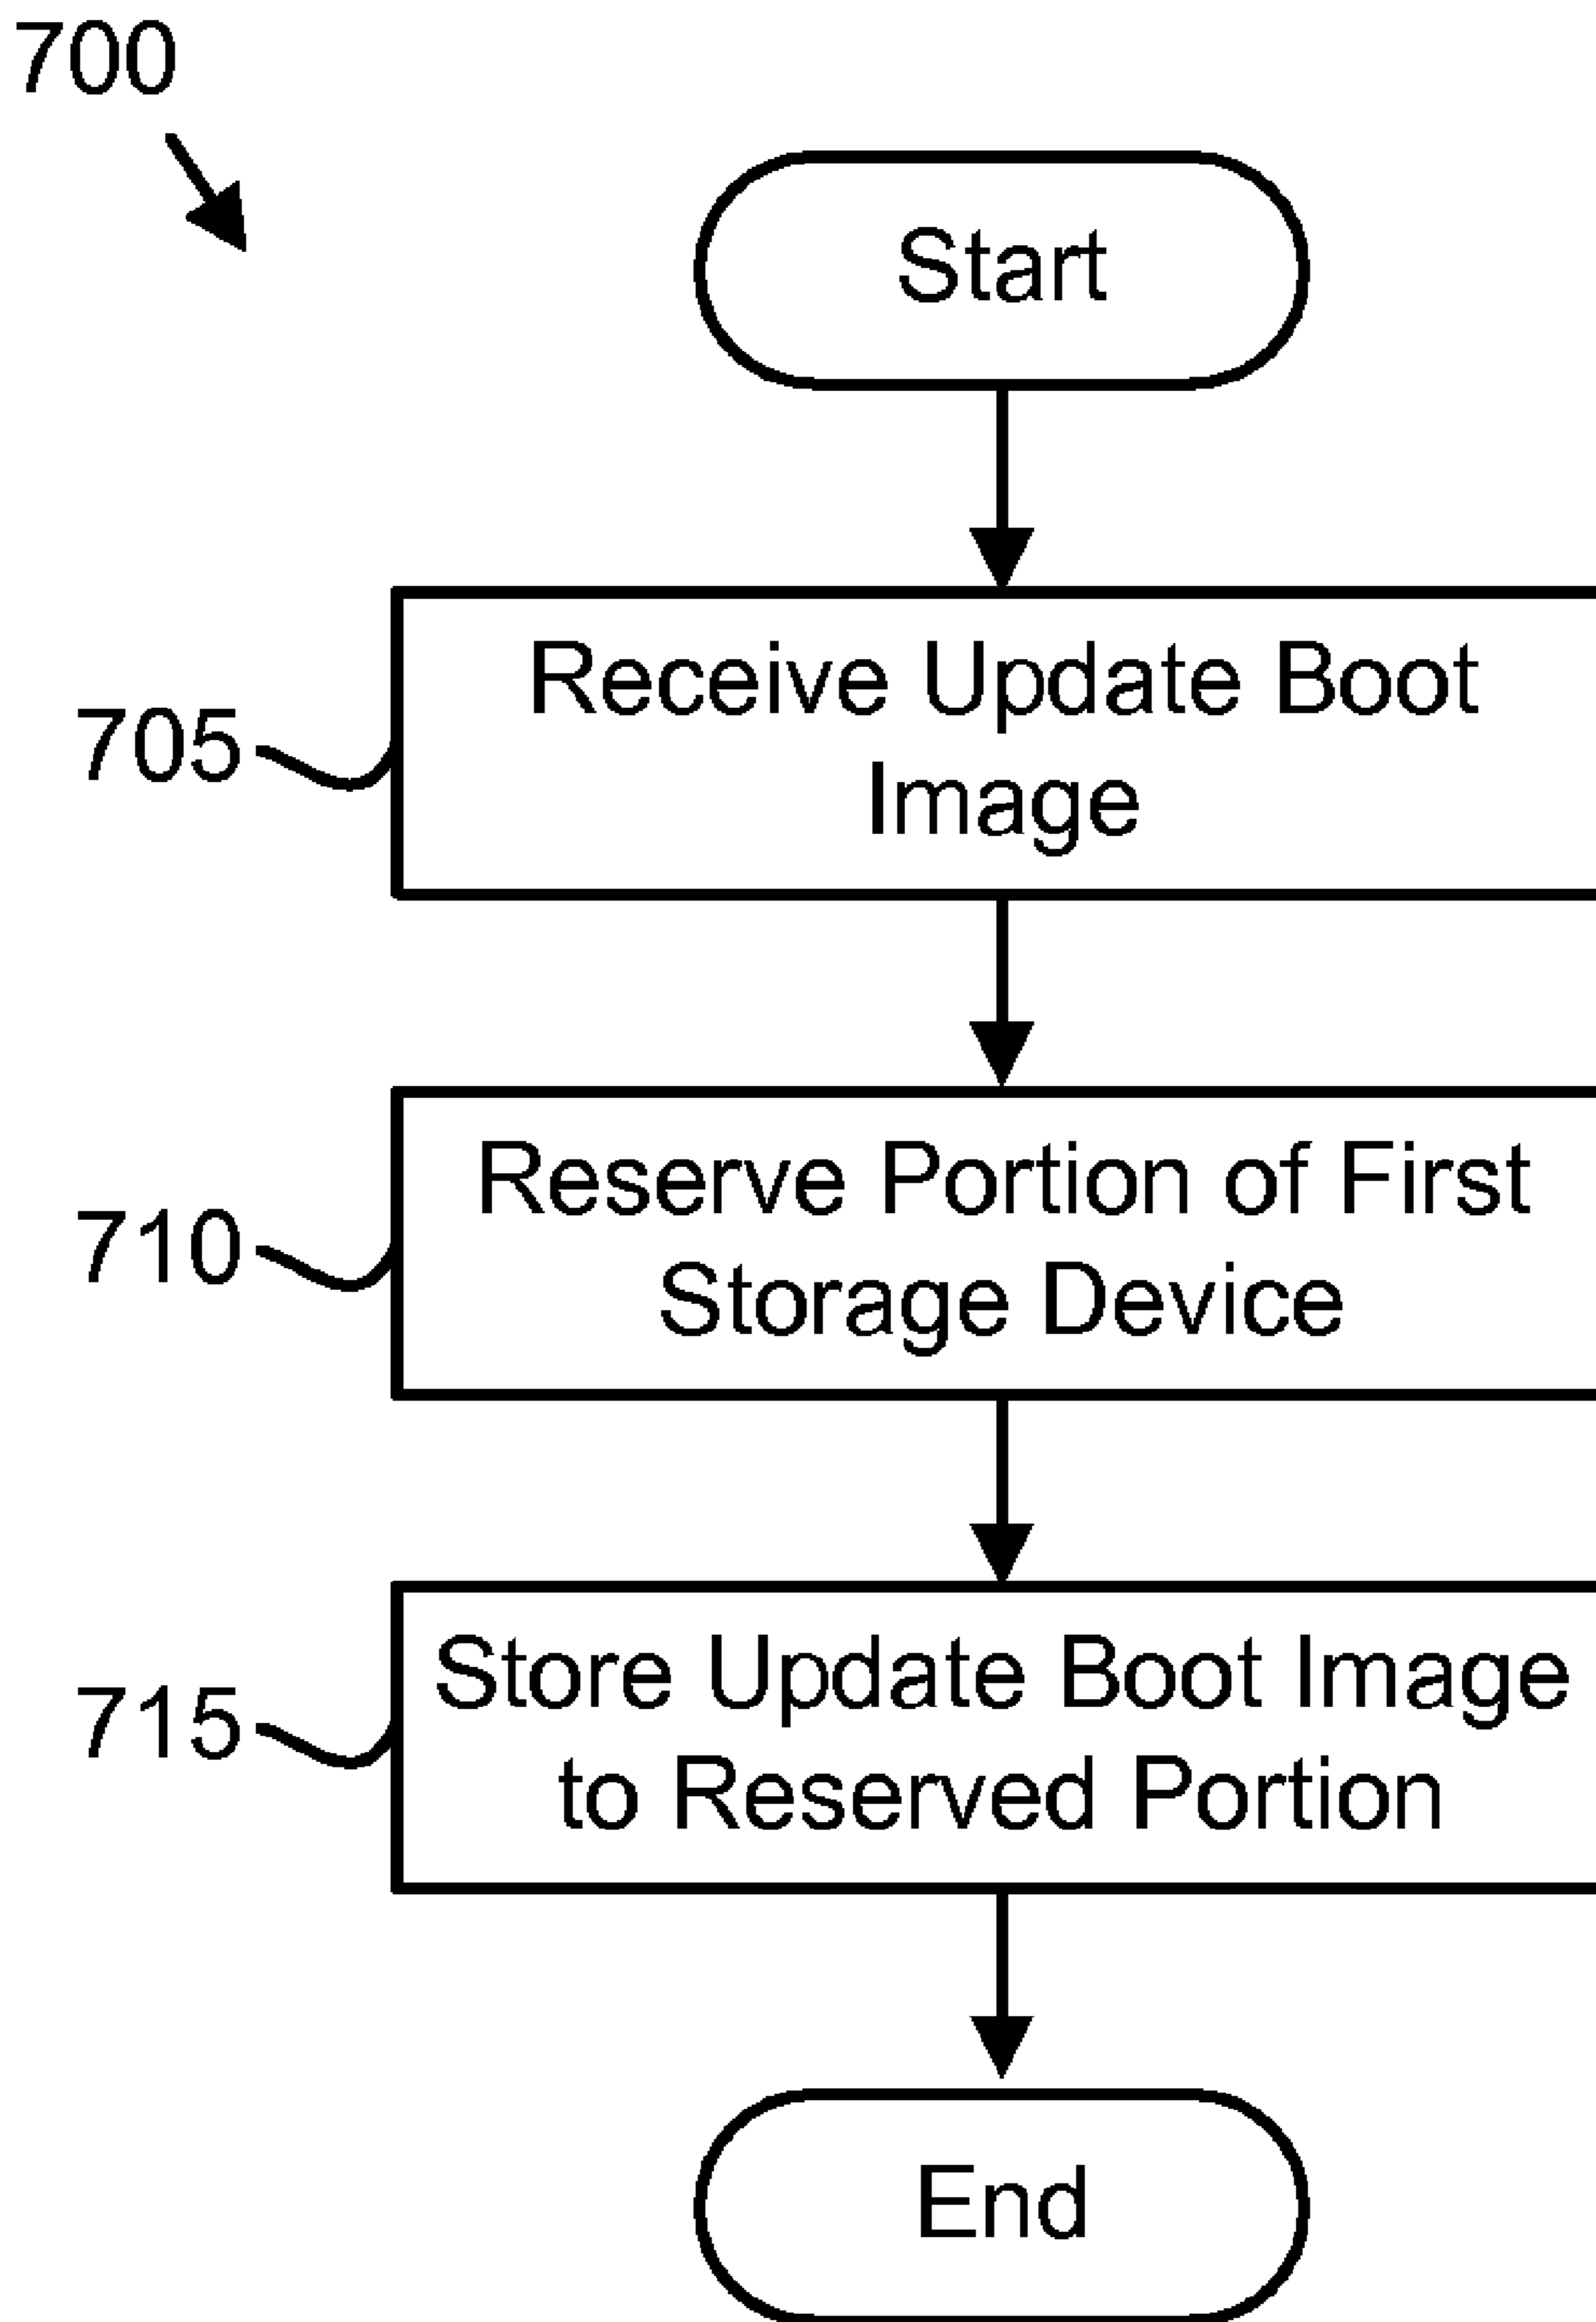 700
Start
705
Receive Update Boot
Image
710
Reserve Portion of First
Storage Device
715
Store Update Boot Image
to Reserved Portion
End